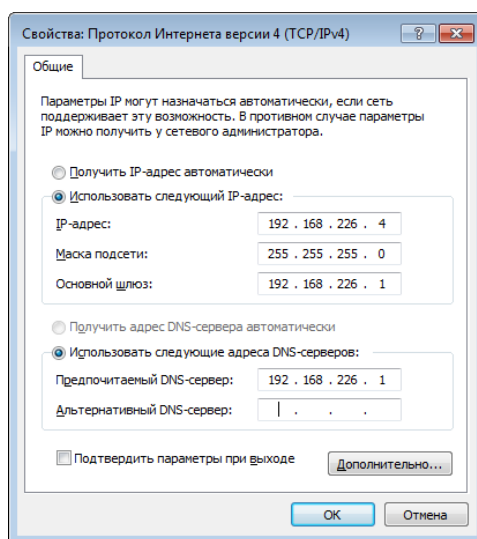 Свойства: Протокол Интернета версии 4 (TCP/IPv4)
Общие
Параметры IP могут назначаться автоматически, если сеть
поддерживает эту возможность. В противном случае параметры
IP можно получить у сетевого администратора.
Получить IP-адрес автоматически
Использовать следующий IP-адрес:
IP-адрес: 192 . 168 . 226 . 4
Маска подсети: 255 . 255 . 255 . 0
Основной шлюз: 192 . 168 . 226 . 1
Получить адрес DNS-сервера автоматически
Использовать следующие адреса DNS-серверов:
Предпочитаемый DNS-сервер: 192 . 168 . 226 . 1
Альтернативный DNS-сервер: . . .
Подтвердить параметры при выходе
Дополнительно...
ОК Отмена